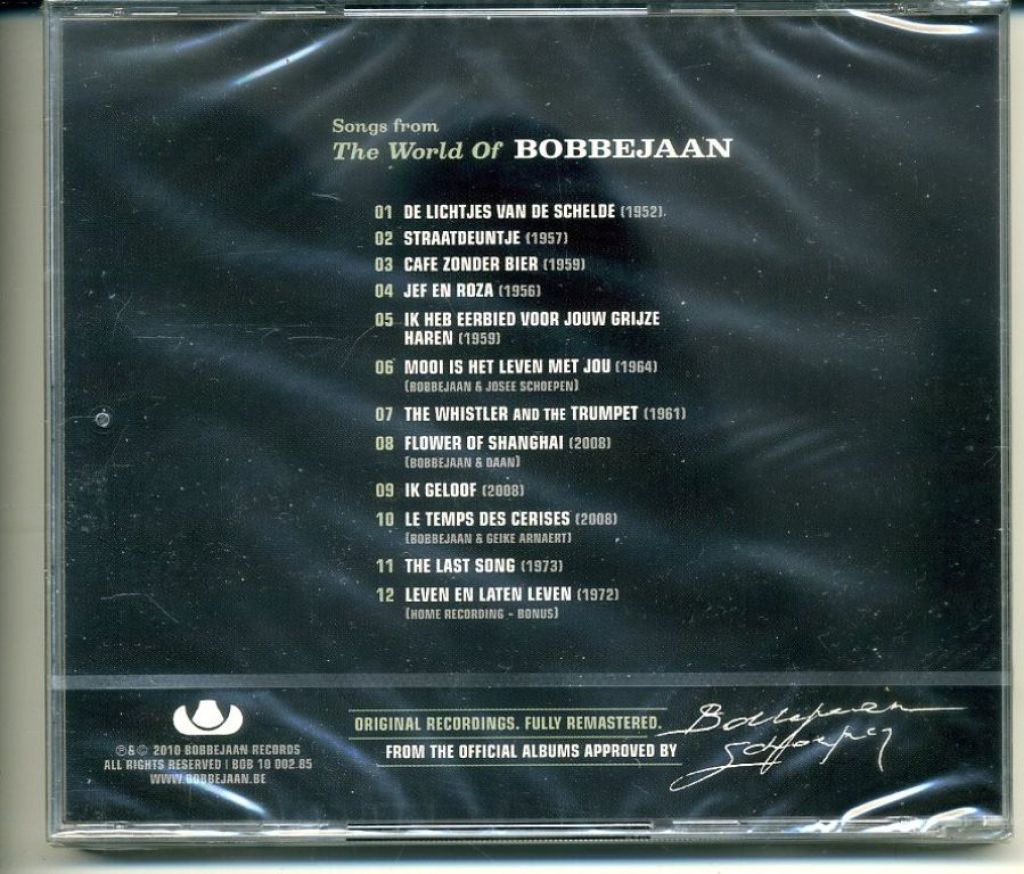 Songs from
The World Of BOBBEJAAN
01 DE LICHTJES VAN DE SCHELDE (1952).
02 STRAATDEUNTJE (1957)
03 CAFE ZONDER BIER (1959)
04 JEF EN ROZA (1956)
05 IK HEB EERBIED VOOR JOUW GRIJZE
HAREN (1959)
06 MOOI IS HET LEVEN MET JOU (1964)
(BOBBEJAAN & JOSEE SCHOEPEN)
07 THE WHISTLER AND THE TRUMPET (1961)
08 FLOWER OF SHANGHAI (2008)
(BOBBEJAAN & DAAN)
09 IK GELOOF (2008)
10 LE TEMPS DES CERISES (2008)
(BOBBEJAAN & GEIKE ARNAERT)
11 THE LAST SONG (1973)
12 LEVEN EN LATEN LEVEN (1972)
(HOME RECORDING - BONUS)
ORIGINAL RECORDINGS. FULLY REMASTERED.
FROM THE OFFICIAL ALBUMS APPROVED BY
Bobbejaan
Schoepen
℗&© 2010 BOBBEJAAN RECORDS
ALL RIGHTS RESERVED | BOB 10 002.85
WWW.BOBBEJAAN.BE